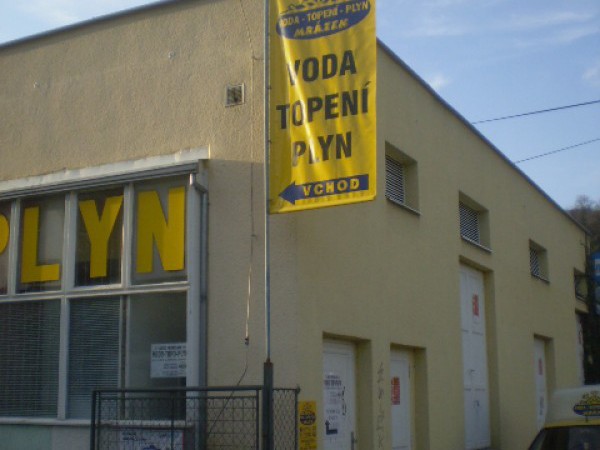 VODA - TOPENÍ - PLYN
MRÁZEK
VODA
TOPENÍ
PLYN
VCHOD
PLYN